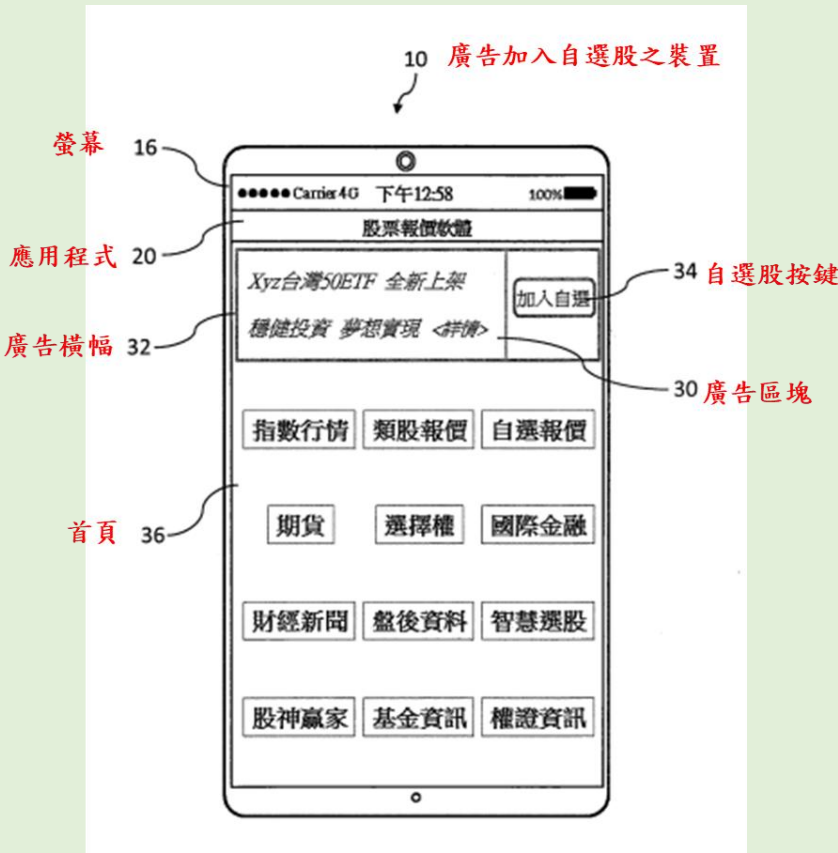 10 廣告加入自選股之裝置
螢幕 16
●●●●● Carrier 4G 下午12:58 100%
股票報價軟體
應用程式 20
Xyz台灣50ETF 全新上架
加入自選
34 自選股按鍵
穩健投資 夢想實現 <詳情>
廣告橫幅 32
30 廣告區塊
指數行情 類股報價 自選報價
首頁 36
期貨 選擇權 國際金融
財經新聞 盤後資料 智慧選股
股神贏家 基金資訊 權證資訊